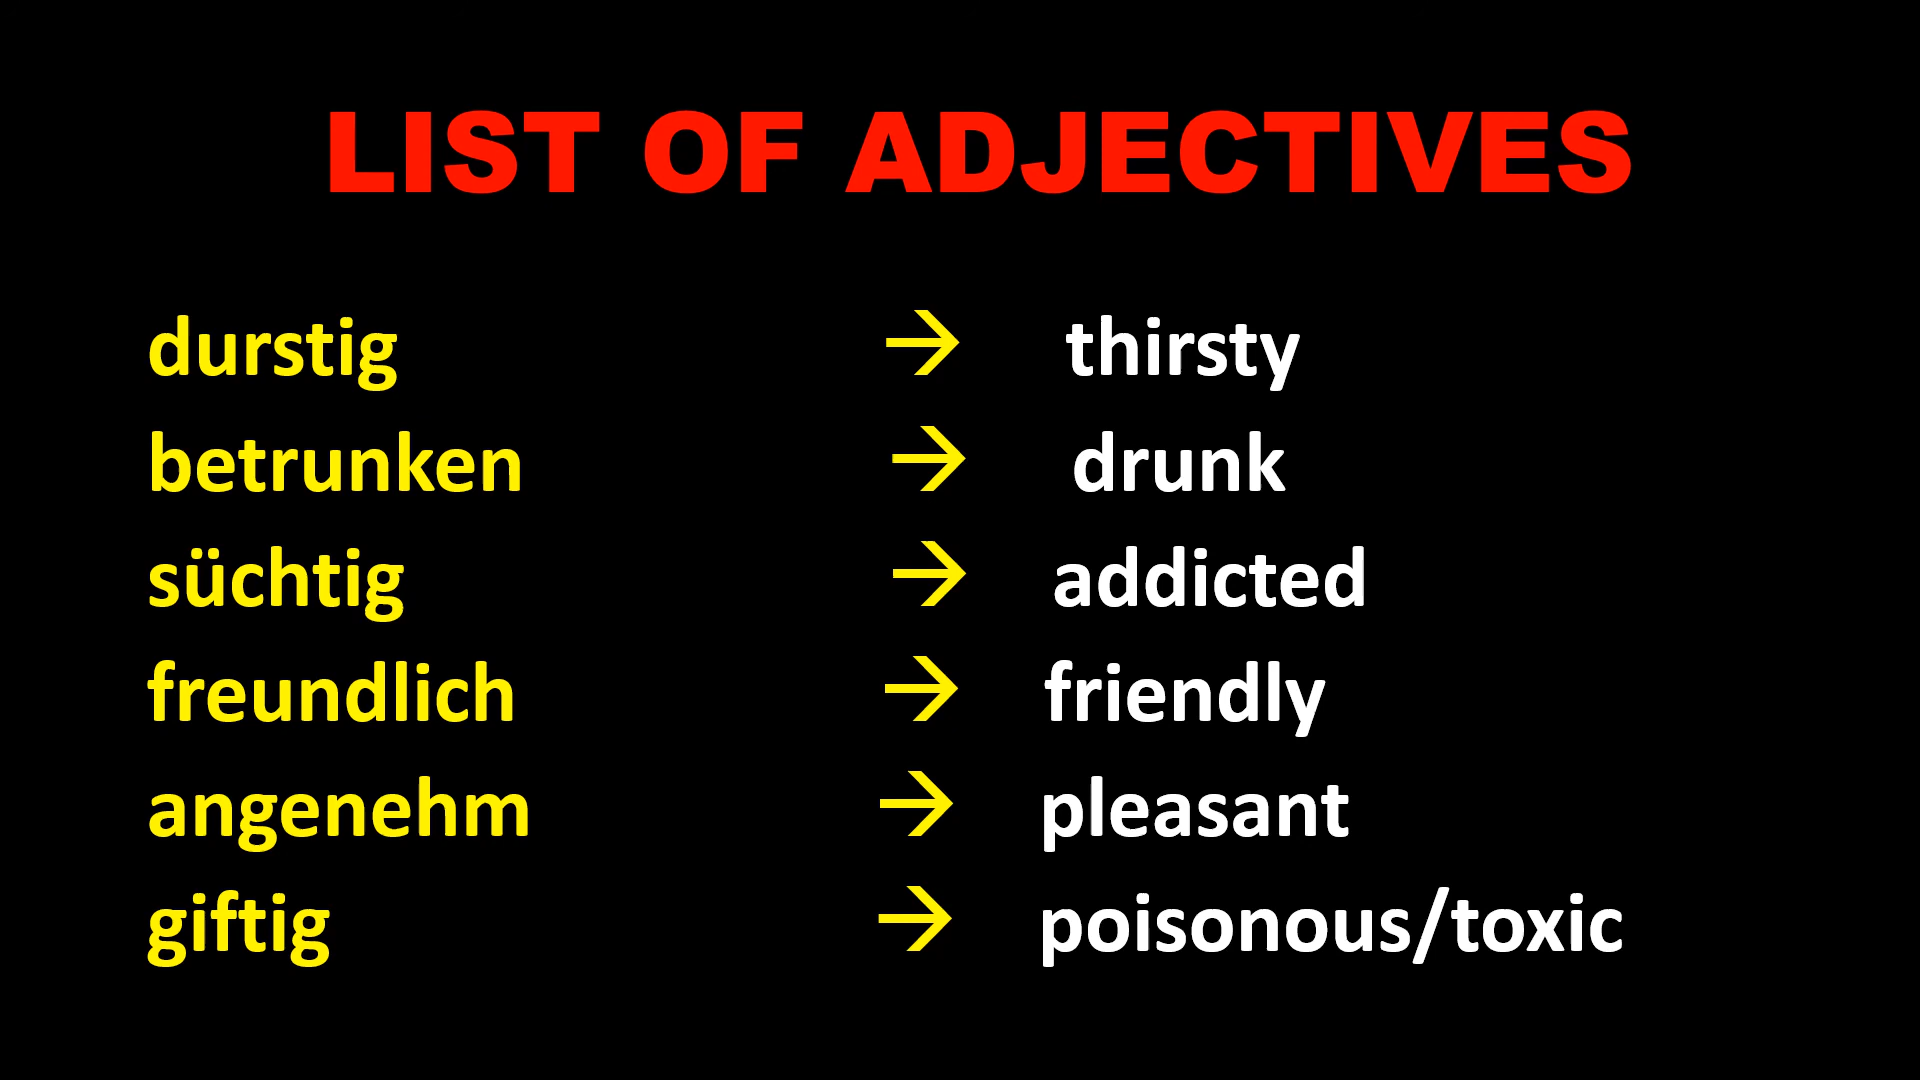 LIST OF ADJECTIVES
durstig → thirsty
betrunken → drunk
süchtig → addicted
freundlich → friendly
angenehm → pleasant
giftig → poisonous/toxic